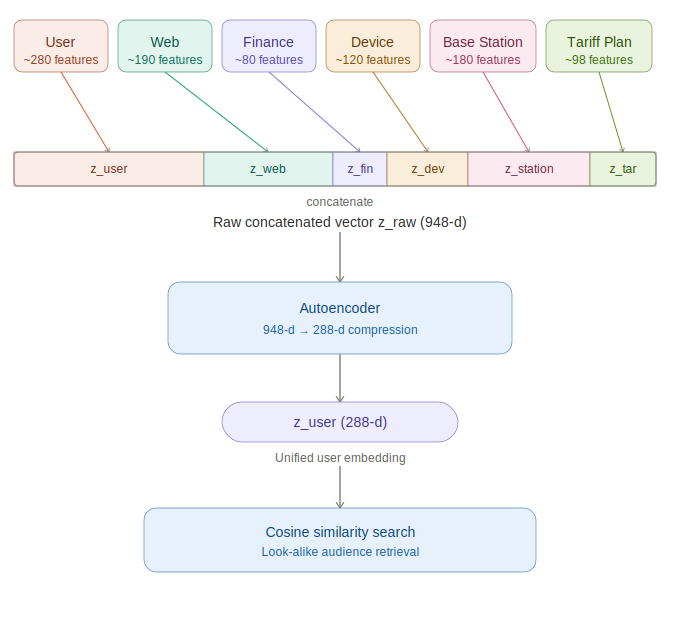 User
~280 features
Web
~190 features
Finance
~80 features
Device
~120 features
Base Station
~180 features
Tariff Plan
~98 features
z_user
z_web
z_fin
z_dev
z_station
z_tar
concatenate
Raw concatenated vector z_raw (948-d)
Autoencoder
948-d → 288-d compression
z_user (288-d)
Unified user embedding
Cosine similarity search
Look-alike audience retrieval